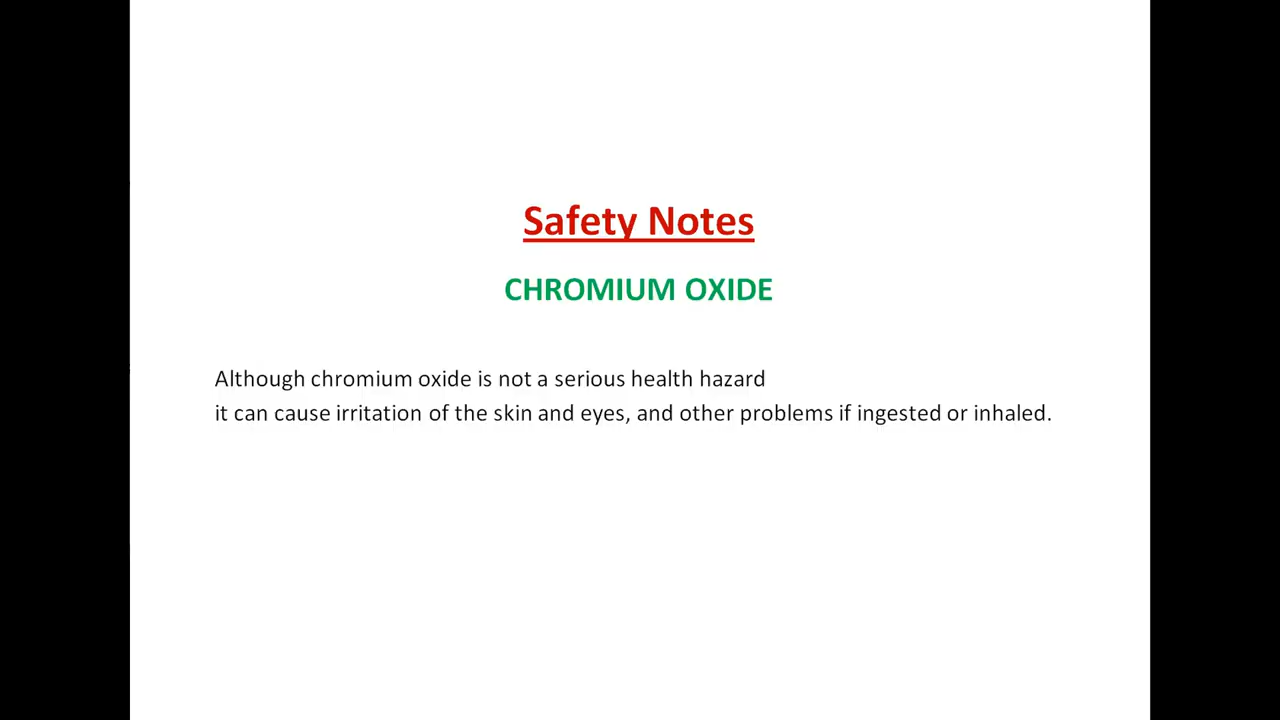 Safety Notes
CHROMIUM OXIDE
Although chromium oxide is not a serious health hazard
it can cause irritation of the skin and eyes, and other problems if ingested or inhaled.